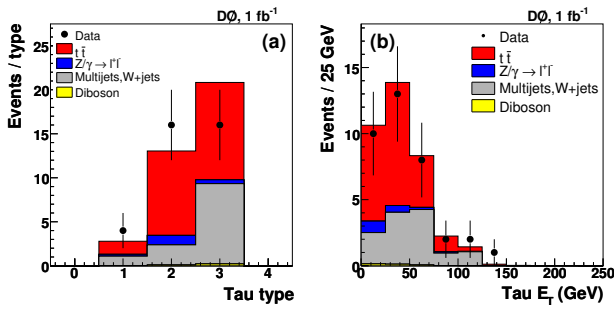 DØ, 1 fb⁻¹
(a)
Data
t t̄
Z/γ → l⁺l⁻
Multijets,W+jets
Diboson
Events / type
25
20
15
10
5
0
0 1 2 3 4
Tau type
DØ, 1 fb⁻¹
(b)
Data
t t̄
Z/γ → l⁺l⁻
Multijets,W+jets
Diboson
Events / 25 GeV
15
10
5
0
0 50 100 150 200 250
Tau E_T (GeV)